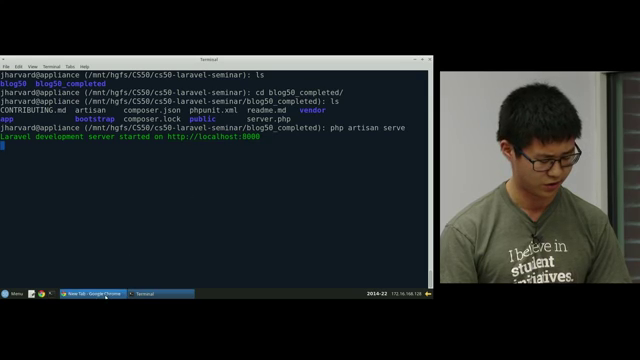 Terminal
File Edit View Terminal Tabs Help
jharvard@appliance (/mnt/hgfs/CS50/cs50-laravel-seminar): ls
blog50 blog50_completed
jharvard@appliance (/mnt/hgfs/CS50/cs50-laravel-seminar): cd blog50_completed/
jharvard@appliance (/mnt/hgfs/CS50/cs50-laravel-seminar/blog50_completed): ls
CONTRIBUTING.md artisan composer.json phpunit.xml readme.md vendor
app bootstrap composer.lock public server.php
jharvard@appliance (/mnt/hgfs/CS50/cs50-laravel-seminar/blog50_completed): php artisan serve
Laravel development server started on http://localhost:8000
Menu New Tab - Google Chrome Terminal 2014-22 172.16.168.128
I believe in
student
initiatives.